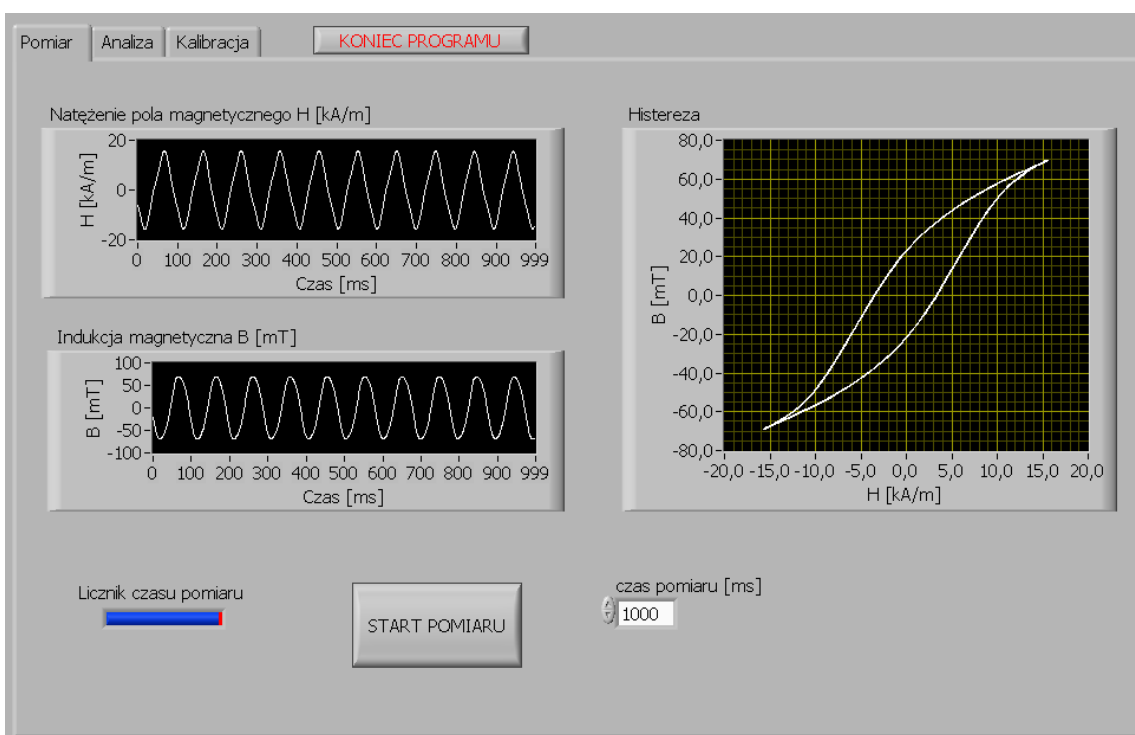 Pomiar Analiza Kalibracja KONIEC PROGRAMU
Natężenie pola magnetycznego H [kA/m]
20
0
-20
H [kA/m]
0 100 200 300 400 500 600 700 800 900 999
Czas [ms]
Indukcja magnetyczna B [mT]
100
50
0
-50
-100
B [mT]
0 100 200 300 400 500 600 700 800 900 999
Czas [ms]
Histereza
80,0
60,0
40,0
20,0
0,0
-20,0
-40,0
-60,0
-80,0
B [mT]
-20,0 -15,0 -10,0 -5,0 0,0 5,0 10,0 15,0 20,0
H [kA/m]
Licznik czasu pomiaru
START POMIARU
czas pomiaru [ms]
1000